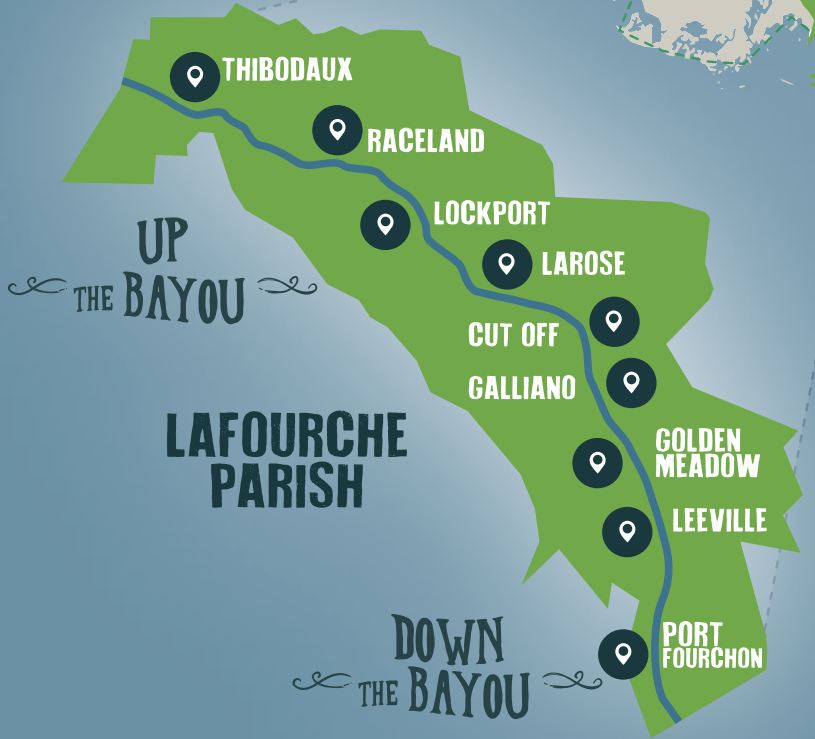 THIBODAUX
RACELAND
LOCKPORT
UP
THE BAYOU
LAROSE
CUT OFF
GALLIANO
LAFOURCHE
PARISH
GOLDEN
MEADOW
LEEVILLE
DOWN
THE BAYOU
PORT
FOURCHON